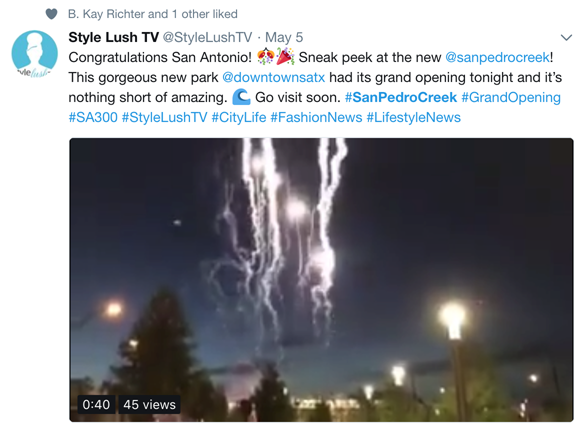 B. Kay Richter and 1 other liked
Style Lush TV @StyleLushTV · May 5
Congratulations San Antonio! 🎊🎉 Sneak peek at the new @sanpedrocreek!
This gorgeous new park @downtownsatx had its grand opening tonight and it's
nothing short of amazing. 🌊 Go visit soon. #SanPedroCreek #GrandOpening
#SA300 #StyleLushTV #CityLife #FashionNews #LifestyleNews
0:40 45 views